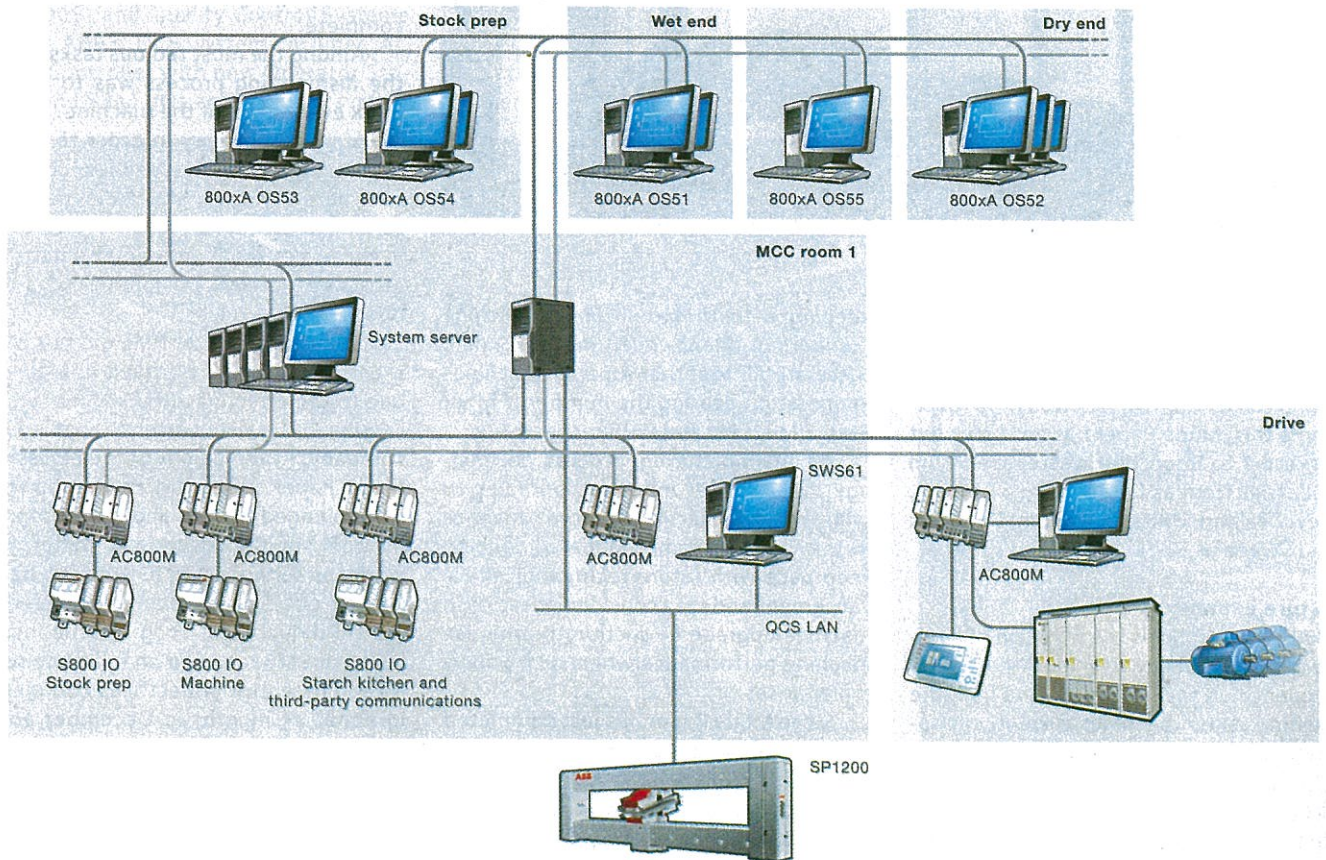 Stock prep
Wet end
Dry end
800xA OS53
800xA OS54
800xA OS51
800xA OS55
800xA OS52
MCC room 1
System server
Drive
SWS61
AC800M
AC800M
AC800M
AC800M
AC800M
QCS LAN
S800 IO
Stock prep
S800 IO
Machine
S800 IO
Starch kitchen and
third-party communications
SP1200
ABB